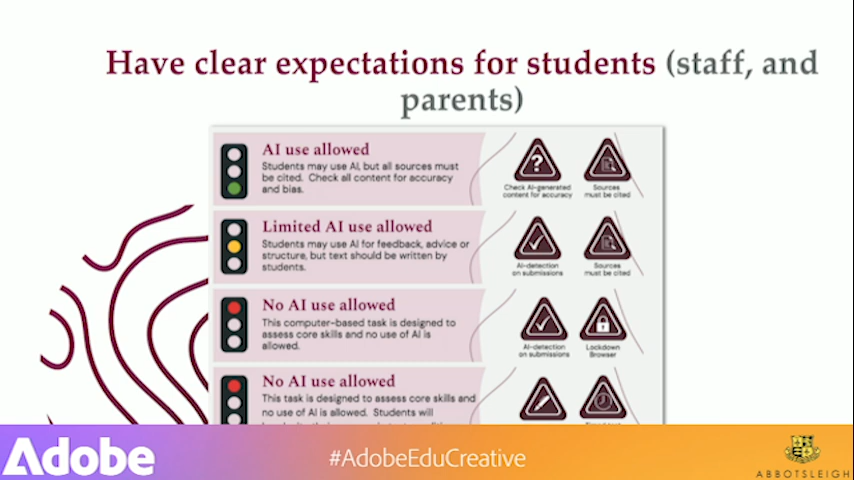 Have clear expectations for students (staff, and
parents)
AI use allowed
Students may use AI, but all sources must
be cited. Check all content for accuracy
and bias.
?
Check AI-generated
content for accuracy
Sources
must be cited
Limited AI use allowed
Students may use AI for feedback, advice or
structure, but text should be written by
students.
AI-detection
on submissions
Sources
must be cited
No AI use allowed
This computer-based task is designed to
assess core skills and no use of AI is
allowed.
AI-detection
on submissions
Lockdown
Browser
No AI use allowed
This task is designed to assess core skills and
no use of AI is allowed. Students will
Adobe
#AdobeEduCreative
ABBOTSLEIGH